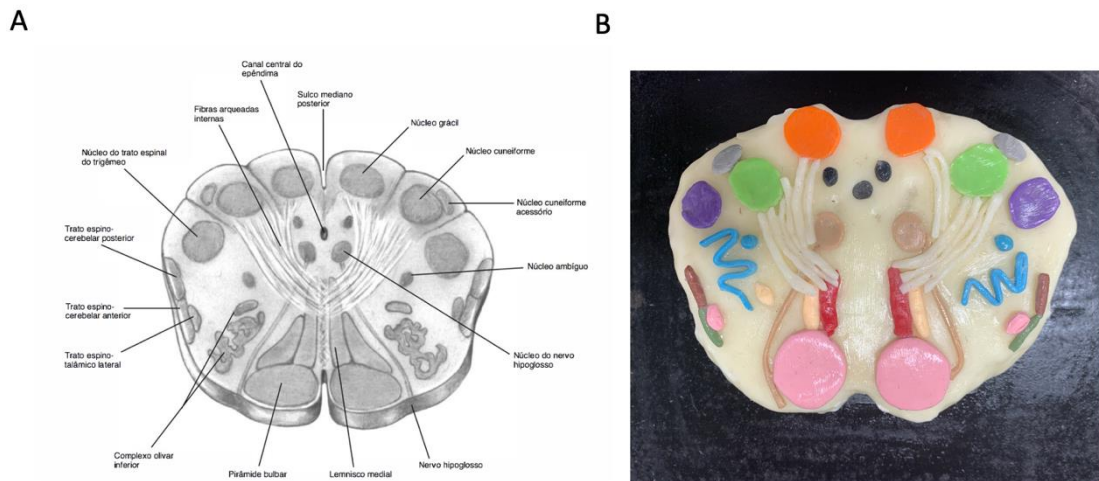 A
B
Canal central do
epêndima
Sulco mediano
posterior
Fibras arqueadas
internas
Núcleo grácil
Núcleo do trato espinal
do trigêmeo
Núcleo cuneiforme
Núcleo cuneiforme
acessório
Trato espino-
cerebelar posterior
Núcleo ambíguo
Trato espino-
cerebelar anterior
Trato espino-
talâmico lateral
Núcleo do nervo
hipoglosso
Complexo olivar
inferior
Pirâmide bulbar
Lemnisco medial
Nervo hipoglosso